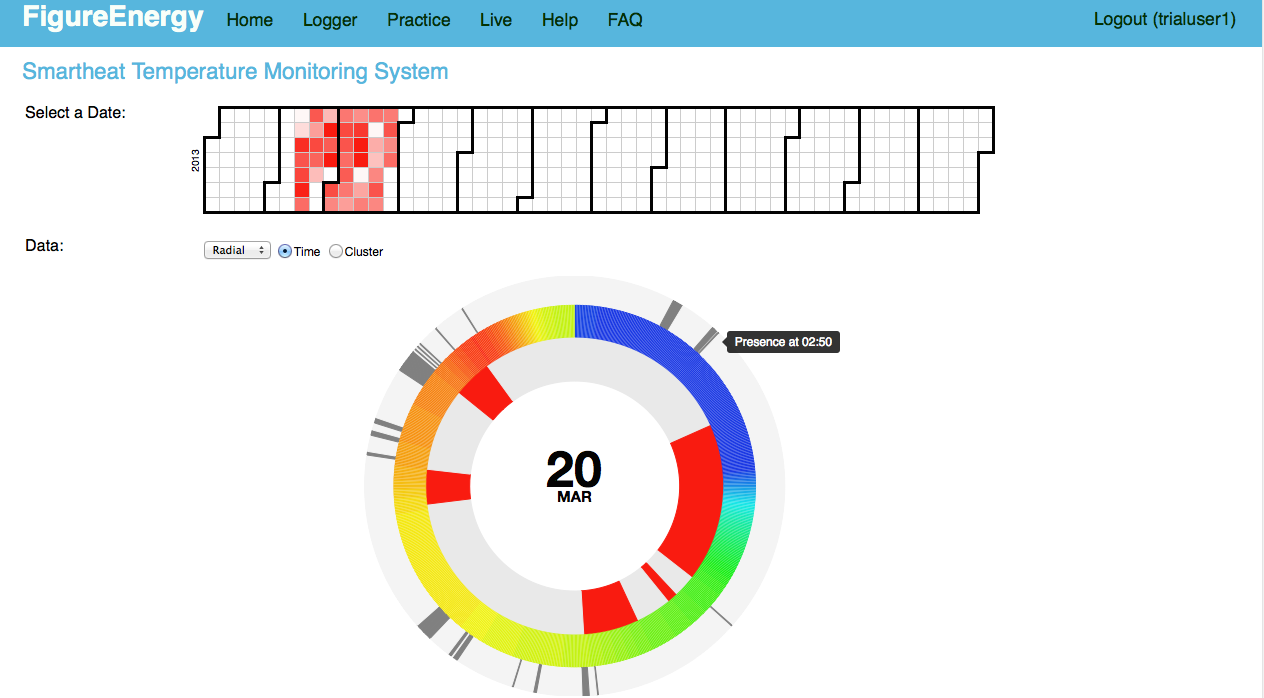 FigureEnergy Home Logger Practice Live Help FAQ Logout (trialuser1)
Smartheat Temperature Monitoring System
Select a Date:
2013
Data: Radial Time Cluster
Presence at 02:50
20
MAR